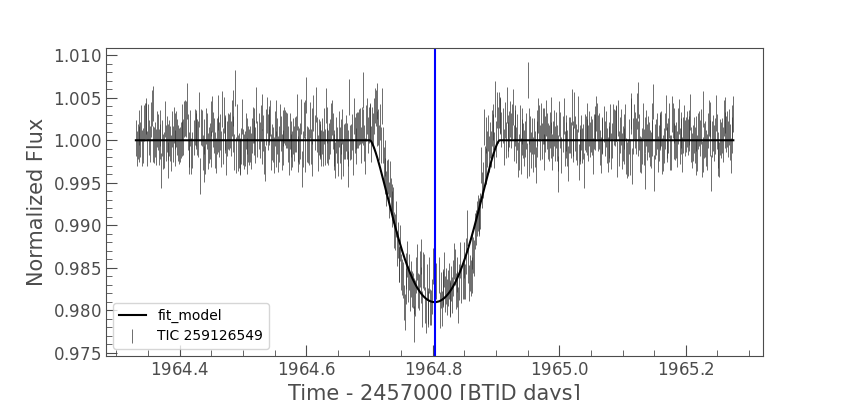 Normalized Flux
1.010
1.005
1.000
0.995
0.990
0.985
0.980
0.975
fit_model
TIC 259126549
1964.4 1964.6 1964.8 1965.0 1965.2
Time - 2457000 [BTJD days]